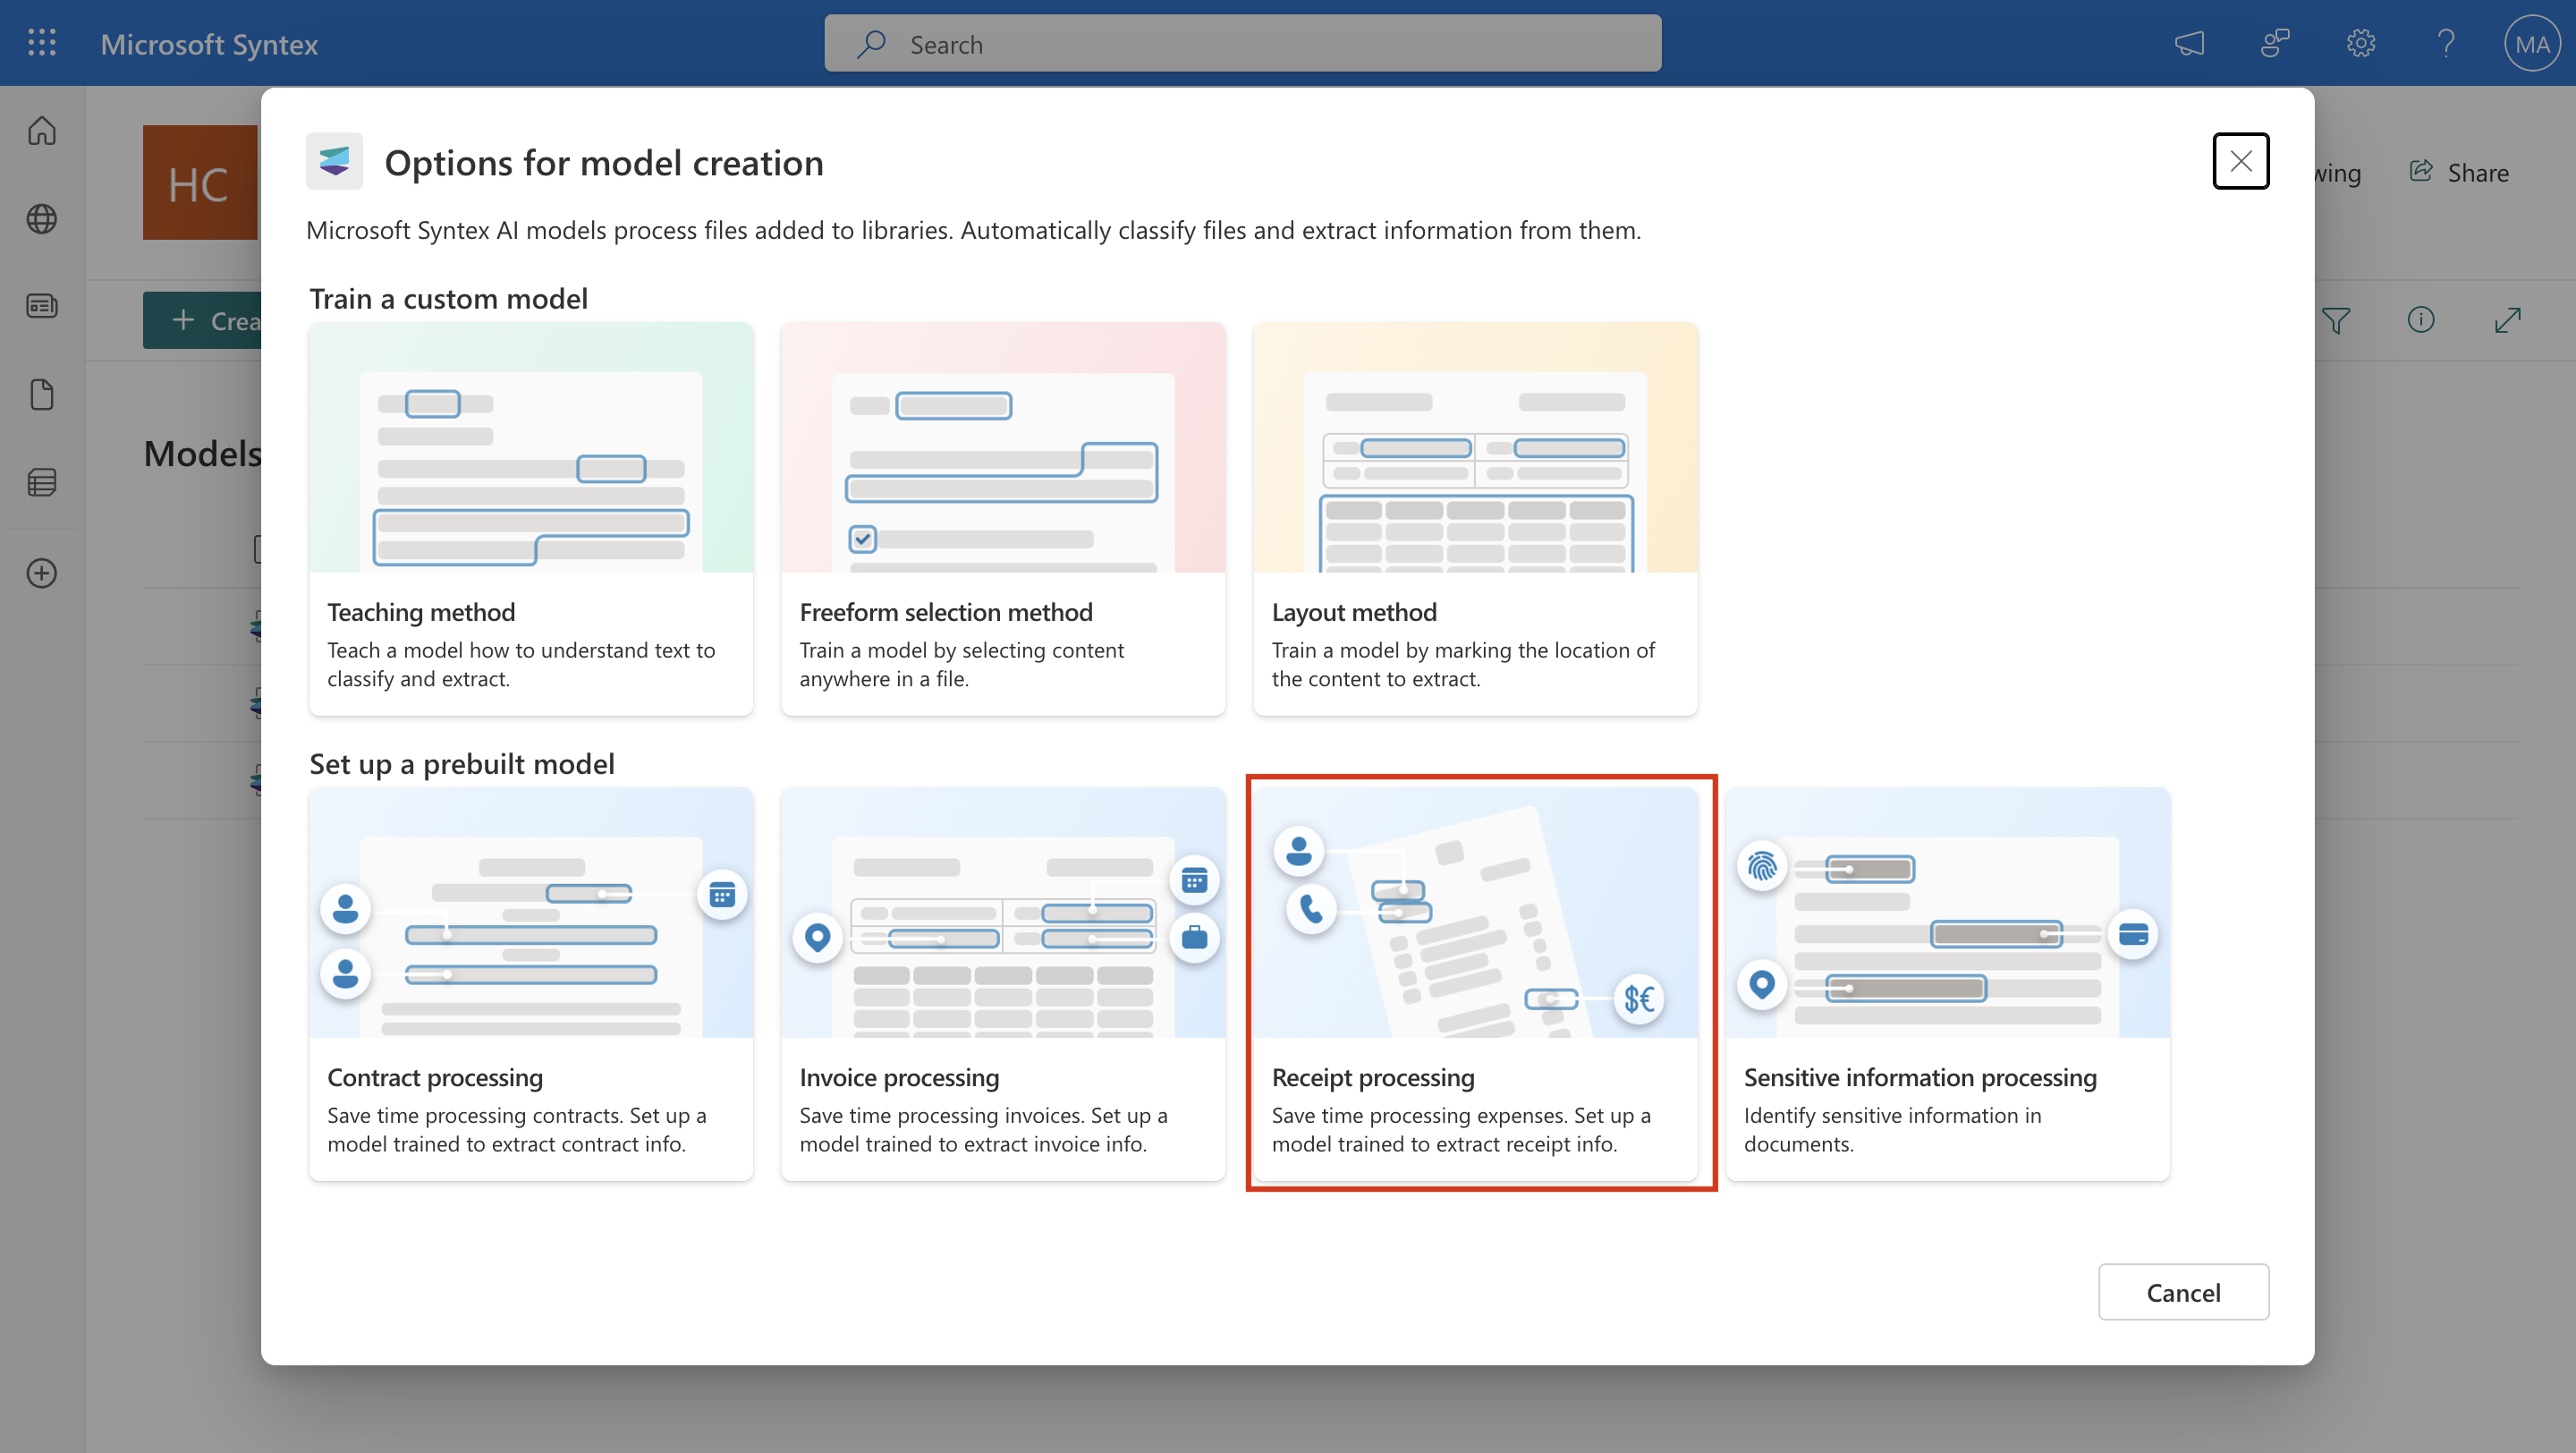 Microsoft Syntex
Search
MA
HC
wing
Share
Options for model creation
Microsoft Syntex AI models process files added to libraries. Automatically classify files and extract information from them.
+ Crea
Models
Train a custom model
Teaching method
Teach a model how to understand text to
classify and extract.
Freeform selection method
Train a model by selecting content
anywhere in a file.
Layout method
Train a model by marking the location of
the content to extract.
Set up a prebuilt model
$€
Contract processing
Save time processing contracts. Set up a
model trained to extract contract info.
Invoice processing
Save time processing invoices. Set up a
model trained to extract invoice info.
Receipt processing
Save time processing expenses. Set up a
model trained to extract receipt info.
Sensitive information processing
Identify sensitive information in
documents.
Cancel